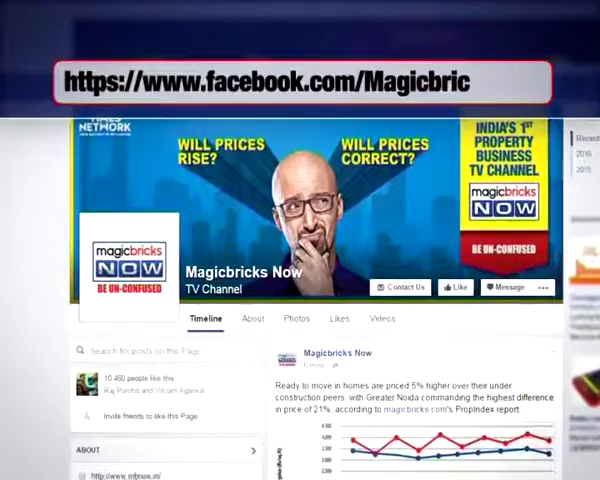 https://www.facebook.com/Magicbric
TIMES
NETWORK
WILL PRICES
RISE?
WILL PRICES
CORRECT?
INDIA'S 1ST
PROPERTY
BUSINESS
TV CHANNEL
magicbricks
NOW
BE UN-CONFUSED
magicbricks
NOW
BE UN-CONFUSED
Magicbricks Now
TV Channel
Contact Us
Like
Message
Timeline
About
Photos
Likes
Videos
Recent
2016
2015
Search for posts on this Page
10,460 people like this
Raj Purohit and Vikram Agarwal
Invite friends to like this Page
ABOUT
http://www.mbnow.in/
Magicbricks Now
Ready to move in homes are priced 5% higher over their under
construction peers, with Greater Noida commanding the highest difference
in price of 21%, according to magicbricks.com's PropIndex report